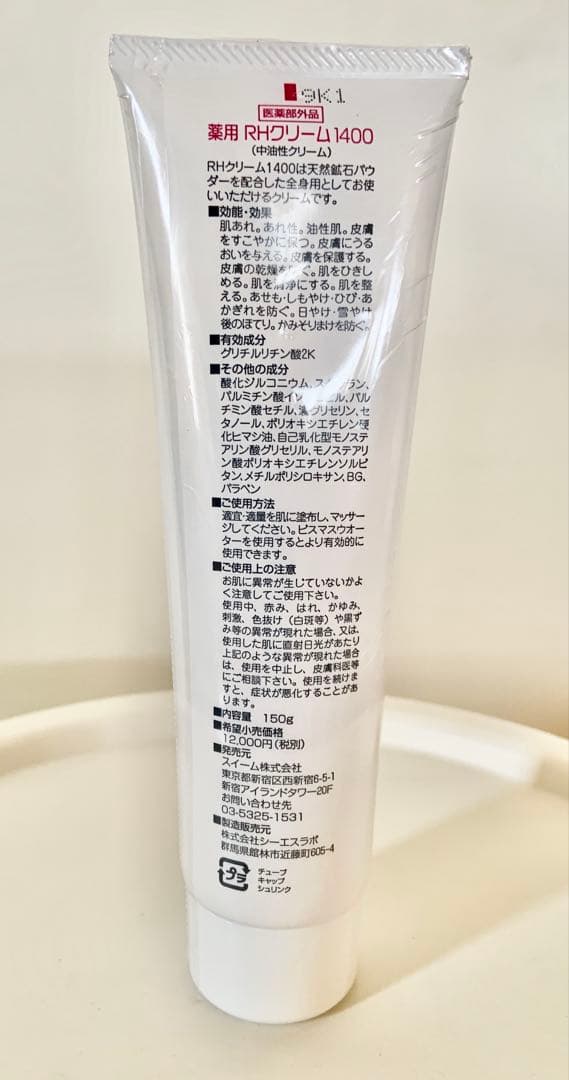 9K1
医薬部外品
薬用 RHクリーム1400
(中油性クリーム)
RHクリーム1400は天然鉱石パウ
ダーを配合した全身用としてお使
いいただけるクリームです。
■効能・効果
肌あれ。あれ性。油性肌。皮膚
をすこやかに保つ。皮膚にうる
おいを与える。皮膚を保護する。
皮膚の乾燥を防ぐ。肌をひきし
める。肌を清浄にする。肌を整
える。あせも・しもやけ・ひび・あ
かぎれを防ぐ。日やけ・雪やけ
後のほてり。かみそりまけを防ぐ。
■有効成分
グリチルリチン酸2K
■その他の成分
酸化ジルコニウム、
パルミチン酸イソ、パル
チミン酸セチル、濃グリセリン、セ
タノール、ポリオキシエチレン硬
化ヒマシ油、自己乳化型モノステ
アリン酸グリセリル、モノステアリ
ン酸ポリオキシエチレンソルビ
タン、メチルポリシロキサン、BG、
パラベン
■ご使用方法
適宜・適量を肌に塗布し、マッサー
ジしてください。ビスマスウオー
ターを使用するとより有効的に
使用できます。
■ご使用上の注意
お肌に異常が生じていないかよ
く注意してご使用下さい。
使用中、赤み、はれ、かゆみ、
刺激、色抜け(白斑等)や黒ず
み等の異常が現れた場合、又は、
使用した肌に直射日光があたり
上記のような異常が現れた場合
は、使用を中止し、皮膚科医等
にご相談下さい。使用を続けま
すと、症状が悪化することがあ
ります。
■内容量 150g
■希望小売価格
12,000円(税別)
■発売元
スイーム株式会社
東京都新宿区西新宿6-5-1
新宿アイランドタワー20F
お問い合わせ先
03-5325-1531
■製造販売元
株式会社シーエスラボ
群馬県館林市近藤町605-4
プラ
チューブ
キャップ
シュリンク